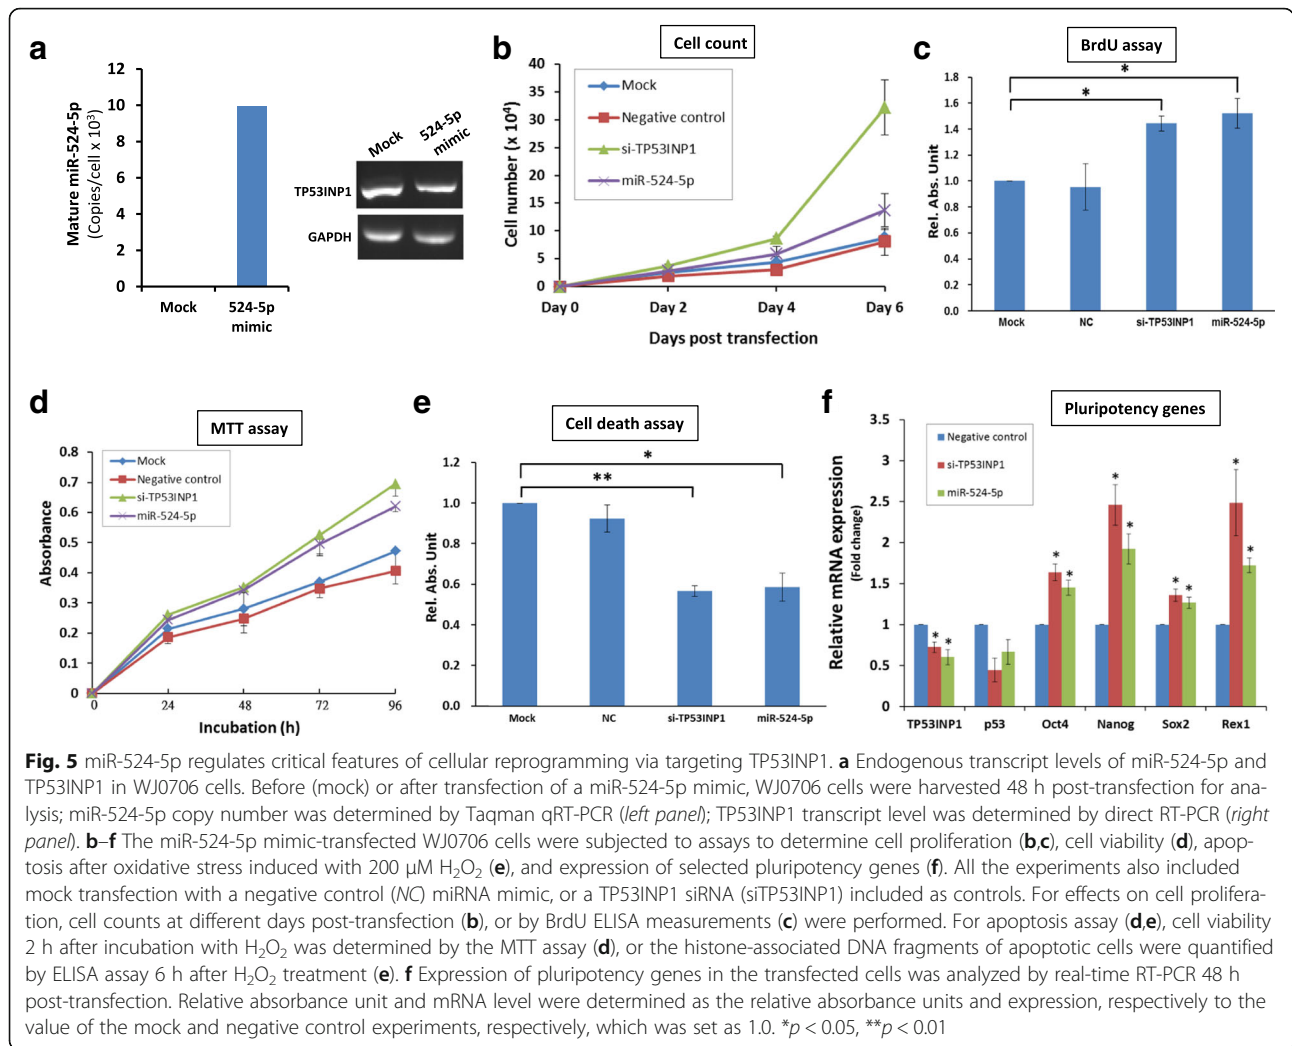 a
Mature miR-524-5p
(Copies/cell x 10³)
12
10
8
6
4
2
0
Mock
524-5p
mimic
Mock
524-5p
mimic
TP53INP1
GAPDH
b
Cell count
Cell number (x 10⁴)
40
35
30
25
20
15
10
5
0
Mock
Negative control
si-TP53INP1
miR-524-5p
Day 0 Day 2 Day 4 Day 6
Days post transfection
c
BrdU assay
Rel. Abs. Unit
1.8
1.6
1.4
1.2
1.0
0.8
0.6
0.4
0.2
0.0
*
*
Mock NC si-TP53INP1 miR-524-5p
d
MTT assay
Absorbance
0.8
0.7
0.6
0.5
0.4
0.3
0.2
0.1
0
Mock
Negative control
si-TP53INP1
miR-524-5p
0 24 48 72 96
Incubation (h)
e
Cell death assay
Rel. Abs. Unit
1.2
1.0
0.8
0.6
0.4
0.2
0.0
*
**
Mock NC si-TP53INP1 miR-524-5p
f
Pluripotency genes
Relative mRNA expression
(Fold change)
3.5
3
2.5
2
1.5
1
0.5
0
Negative control
si-TP53INP1
miR-524-5p
* * * * * * * * * *
TP53INP1 p53 Oct4 Nanog Sox2 Rex1
Fig. 5 miR-524-5p regulates critical features of cellular reprogramming via targeting TP53INP1. a Endogenous transcript levels of miR-524-5p and
TP53INP1 in WJ0706 cells. Before (mock) or after transfection of a miR-524-5p mimic, WJ0706 cells were harvested 48 h post-transfection for ana-
lysis; miR-524-5p copy number was determined by Taqman qRT-PCR (left panel); TP53INP1 transcript level was determined by direct RT-PCR (right
panel). b–f The miR-524-5p mimic-transfected WJ0706 cells were subjected to assays to determine cell proliferation (b,c), cell viability (d), apop-
tosis after oxidative stress induced with 200 μM H₂O₂ (e), and expression of selected pluripotency genes (f). All the experiments also included
mock transfection with a negative control (NC) miRNA mimic, or a TP53INP1 siRNA (siTP53INP1) included as controls. For effects on cell prolifera-
tion, cell counts at different days post-transfection (b), or by BrdU ELISA measurements (c) were performed. For apoptosis assay (d,e), cell viability
2 h after incubation with H₂O₂ was determined by the MTT assay (d), or the histone-associated DNA fragments of apoptotic cells were quantified
by ELISA assay 6 h after H₂O₂ treatment (e). f Expression of pluripotency genes in the transfected cells was analyzed by real-time RT-PCR 48 h
post-transfection. Relative absorbance unit and mRNA level were determined as the relative absorbance units and expression, respectively to the
value of the mock and negative control experiments, respectively, which was set as 1.0. *p < 0.05, **p < 0.01